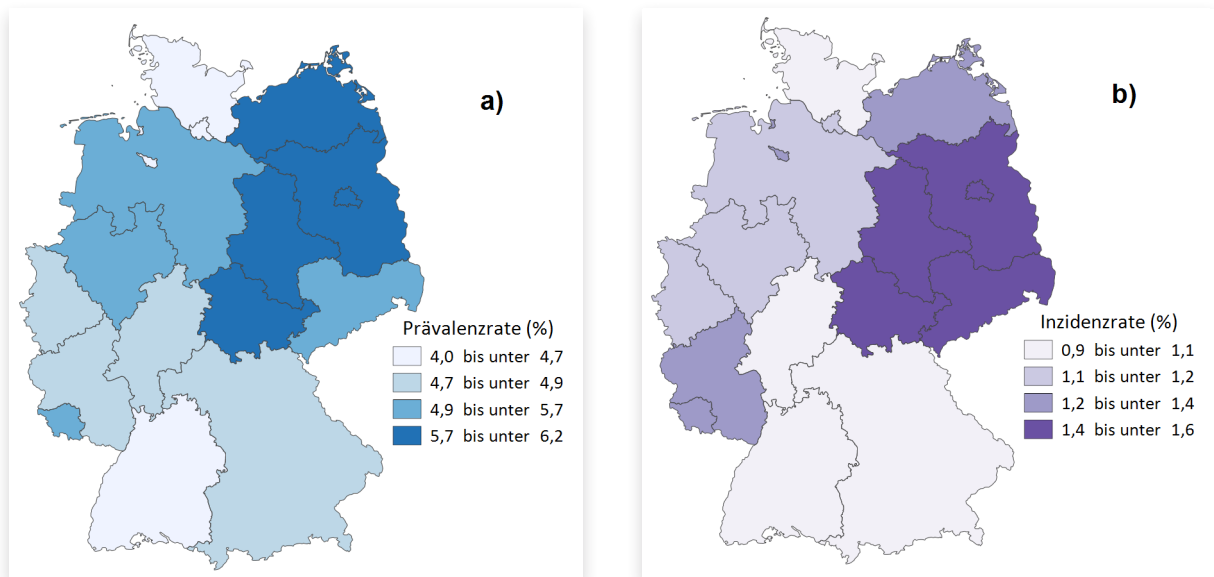 a)
Prävalenzrate (%)
4,0 bis unter 4,7
4,7 bis unter 4,9
4,9 bis unter 5,7
5,7 bis unter 6,2
b)
Inzidenzrate (%)
0,9 bis unter 1,1
1,1 bis unter 1,2
1,2 bis unter 1,4
1,4 bis unter 1,6